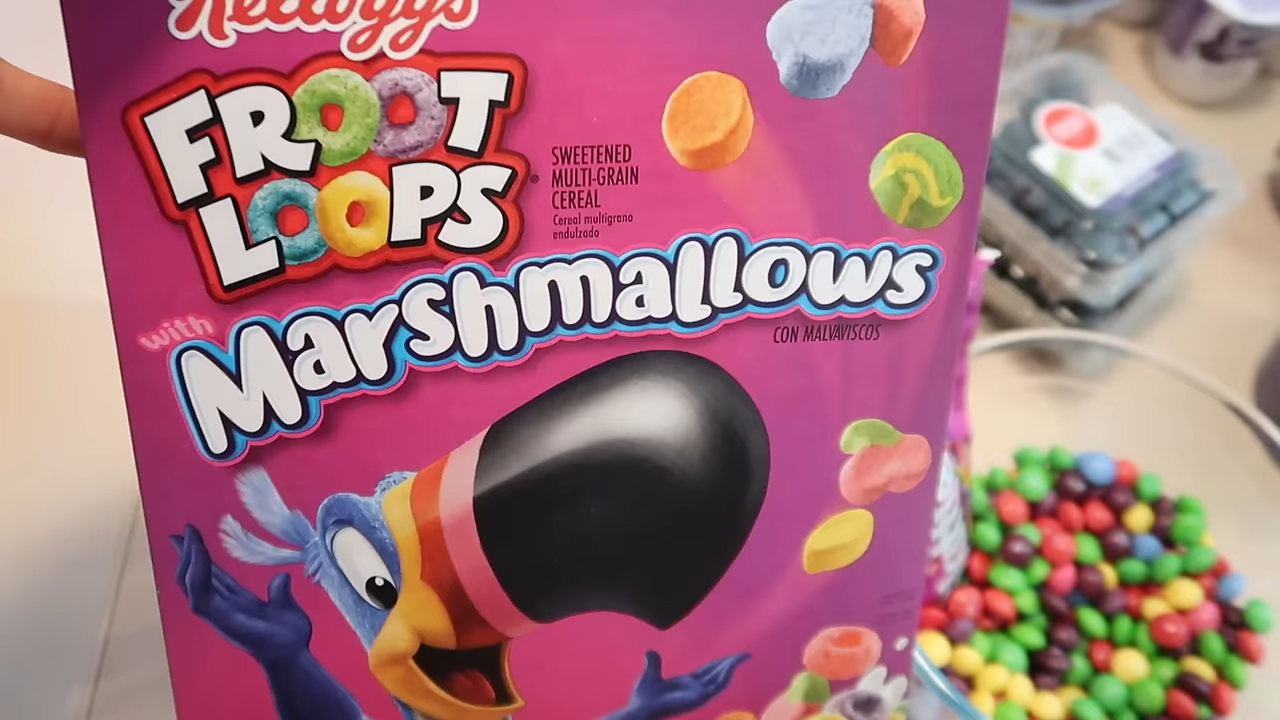 Kellogg's
FROOT
LOOPS
SWEETENED
MULTI-GRAIN
CEREAL
Cereal multigrano
endulzado
with
Marshmallows
CON MALVAVISCOS